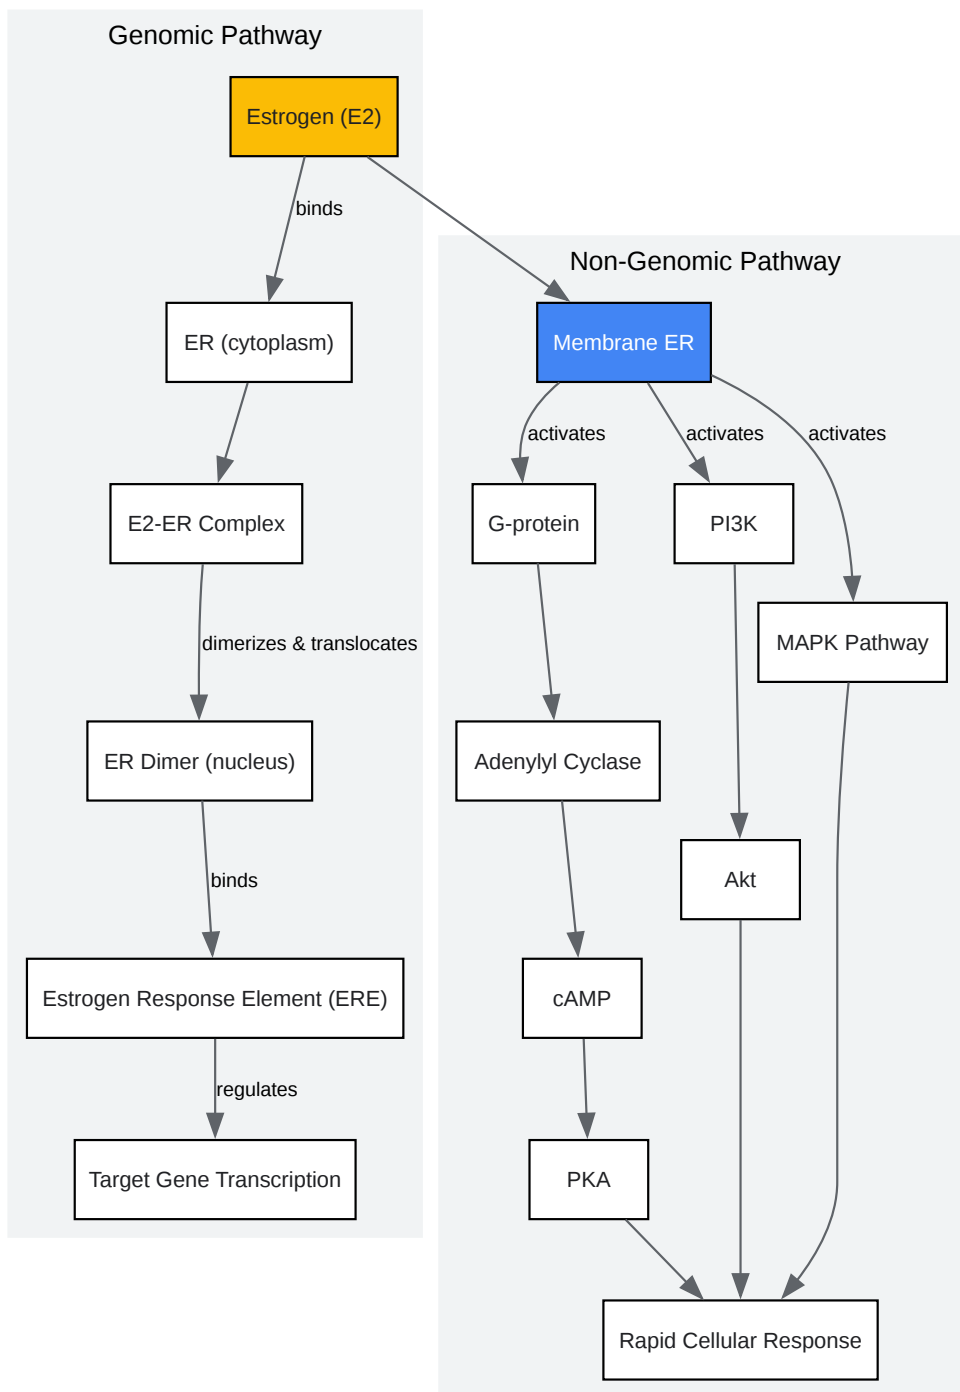 Genomic Pathway
Estrogen (E2)
binds
ER (cytoplasm)
E2-ER Complex
dimerizes & translocates
ER Dimer (nucleus)
binds
Estrogen Response Element (ERE)
regulates
Target Gene Transcription
Non-Genomic Pathway
Membrane ER
activates
activates
activates
G-protein
PI3K
MAPK Pathway
Adenylyl Cyclase
Akt
cAMP
PKA
Rapid Cellular Response